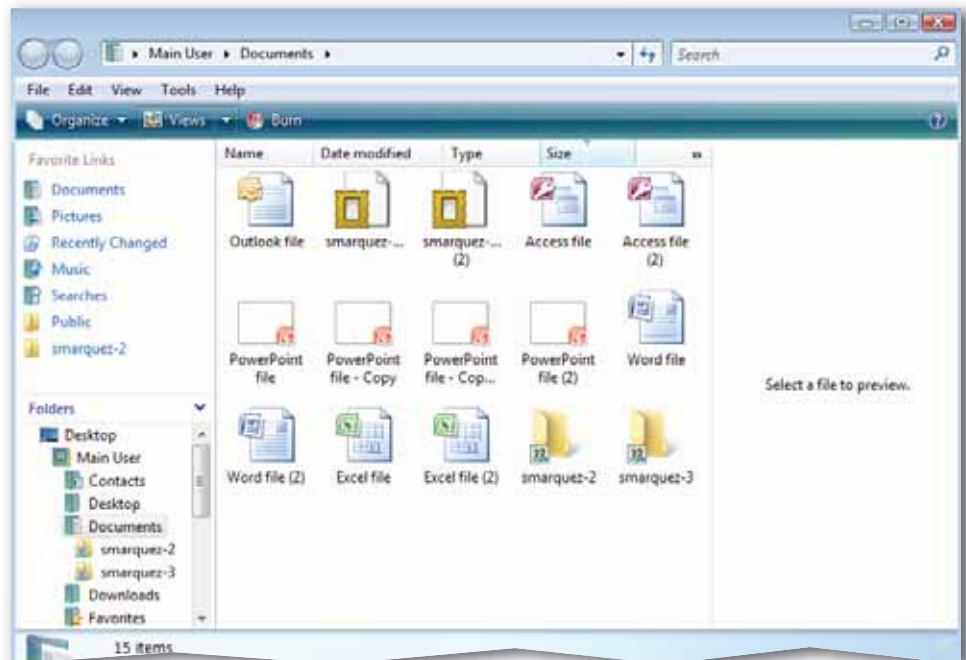 Main User Documents
Search
File Edit View Tools Help
Organize Views Burn
Favorite Links
Documents
Pictures
Recently Changed
Music
Searches
Public
smarquez-2
Folders
Desktop
Main User
Contacts
Desktop
Documents
smarquez-2
smarquez-3
Downloads
Favorites
Name Date modified Type Size »
Outlook file smarquez-... smarquez-... Access file Access file
(2) (2)
PowerPoint PowerPoint PowerPoint PowerPoint Word file
file file - Copy file - Cop... file (2)
Word file (2) Excel file Excel file (2) smarquez-2 smarquez-3
Select a file to preview.
15 items